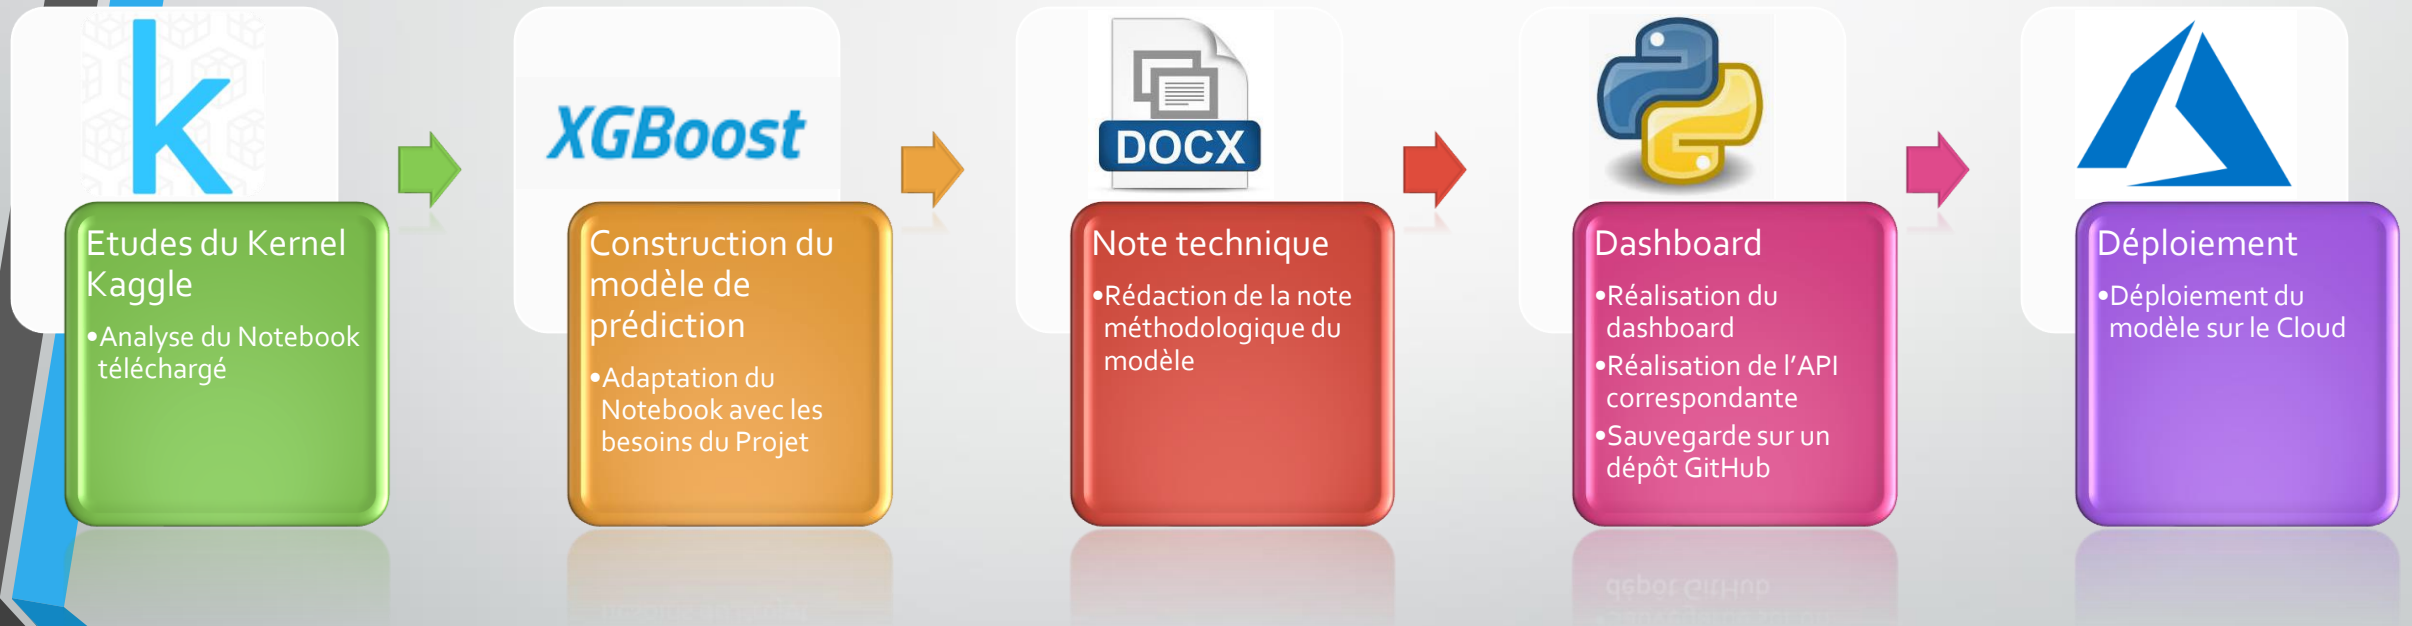 XGBoost
DOCX
Etudes du Kernel
Kaggle
•Analyse du Notebook
téléchargé
Construction du
modèle de
prédiction
•Adaptation du
Notebook avec les
besoins du Projet
Note technique
•Rédaction de la note
méthodologique du
modèle
Dashboard
•Réalisation du
dashboard
•Réalisation de l’API
correspondante
•Sauvegarde sur un
dépôt GitHub
Déploiement
•Déploiement du
modèle sur le Cloud